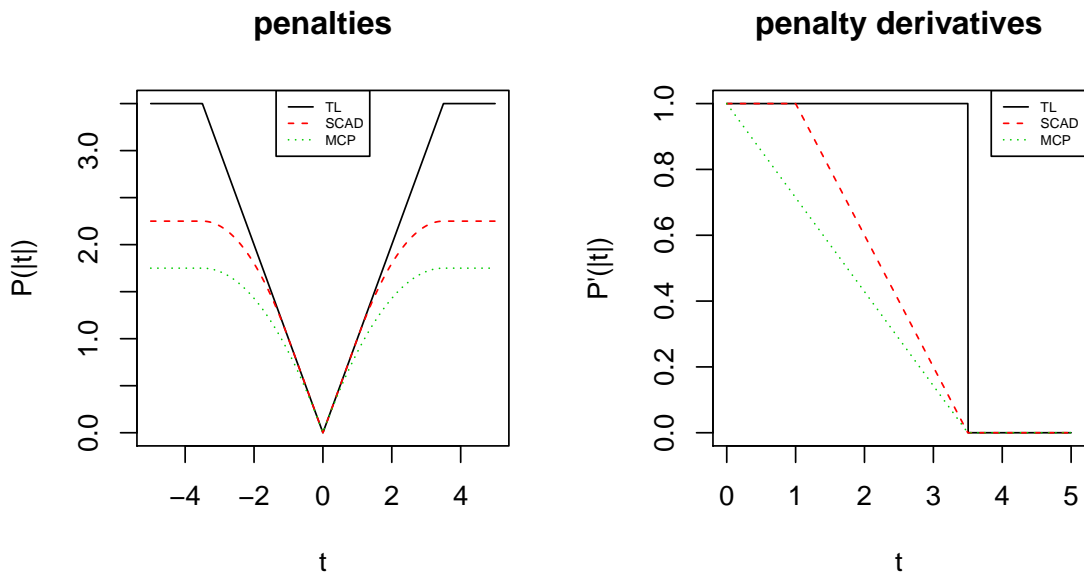 penalties
P(|t|)
3.0
2.0
1.0
0.0
TL
SCAD
MCP
−4 −2 0 2 4
t
penalty derivatives
P'(|t|)
1.0
0.8
0.6
0.4
0.2
0.0
TL
SCAD
MCP
0 1 2 3 4 5
t